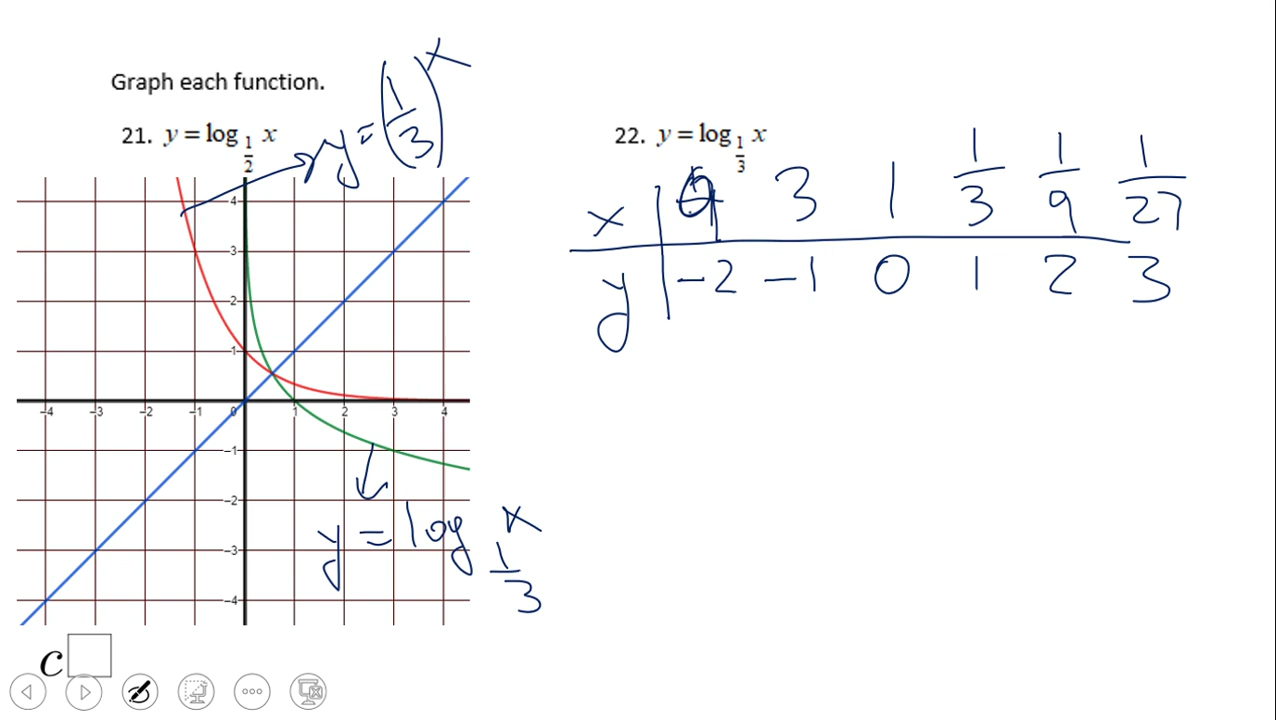 Graph each function.
21. y = log 1/2 x
y = (1/3)^x
22. y = log 1/3 x
x | 9 3 1 1/3 1/9 1/27
y | -2 -1 0 1 2 3
4
3
2
1
-4 -3 -2 -1 0 1 2 3 4
-1
-2
-3
-4
y = log 1/3 x
c